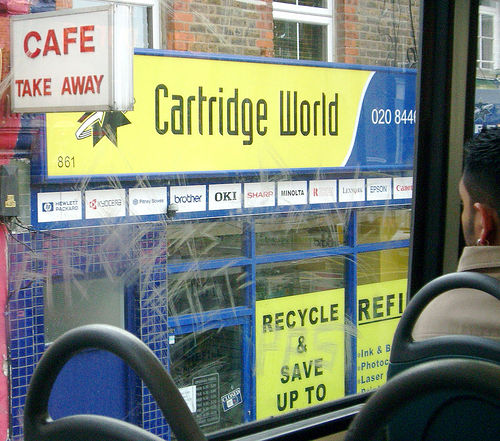 CAFE
TAKE AWAY
Cartridge World
020 844
861
HEWLETT PACKARD
KYOCERA
Pitney Bowes
brother
OKI
SHARP
MINOLTA
LEXMARK
EPSON
Canon
RECYCLE
&
SAVE
UP TO
REFI
Ink & B
Photoc
Laser